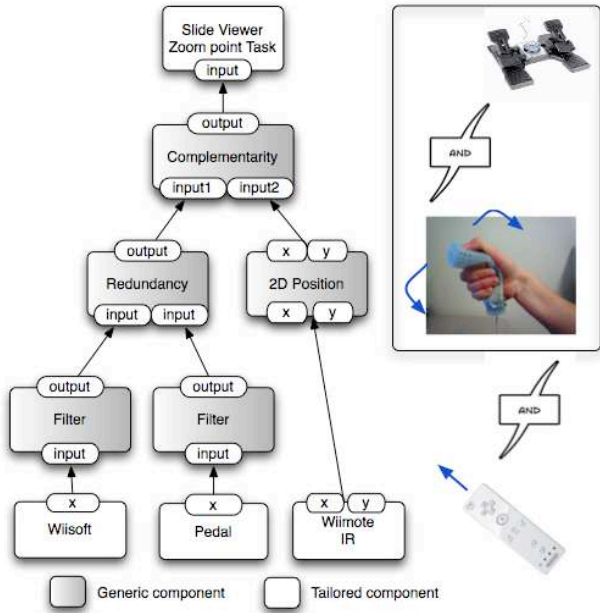 Slide Viewer
Zoom point Task
input
output
Complementarity
input1 input2
output
Redundancy
input input
x y
2D Position
x y
output
Filter
input
output
Filter
input
x
Wiisoft
x
Pedal
x y
Wiimote
IR
Generic component
Tailored component
AND
AND